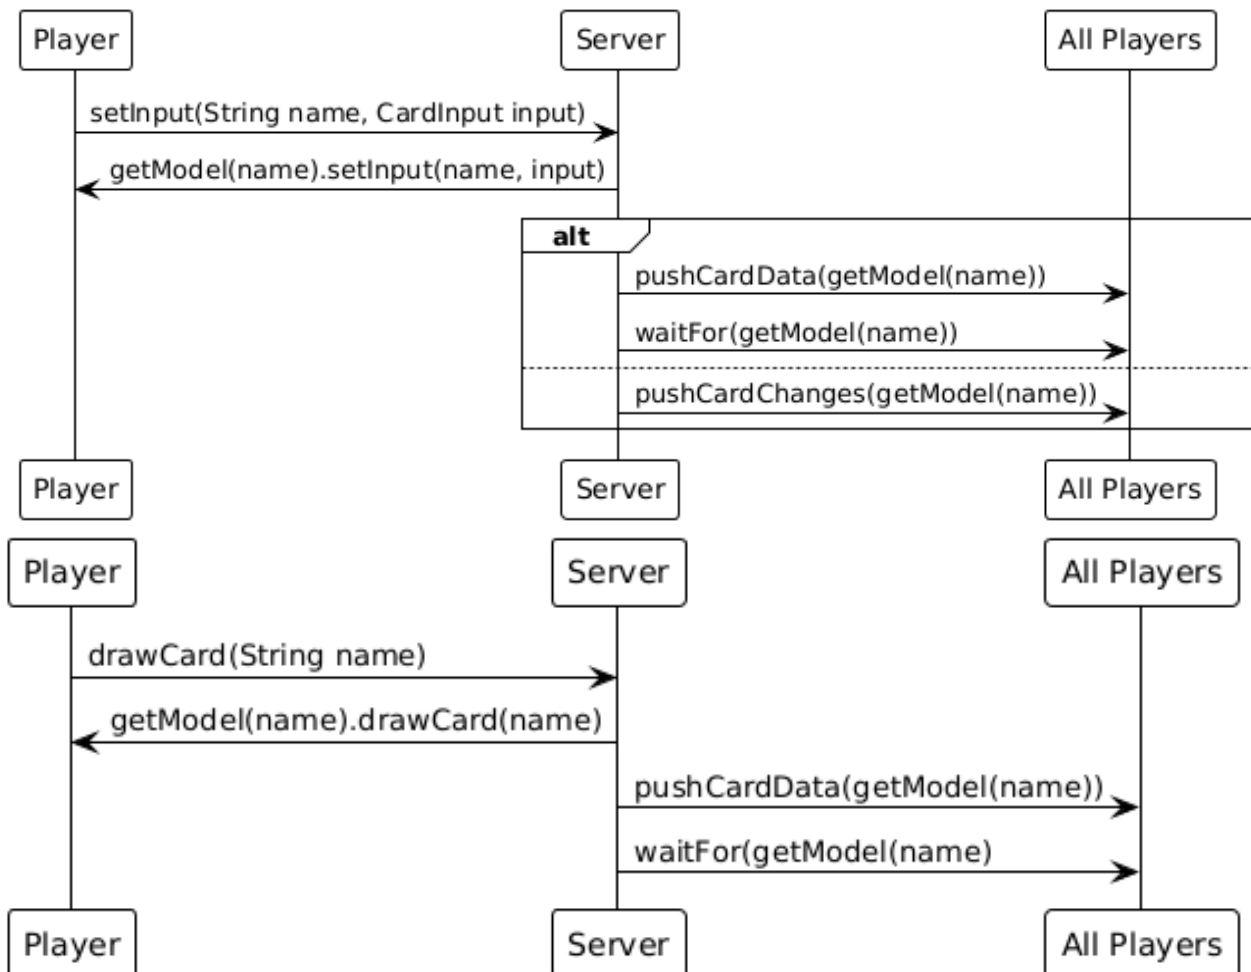 Player
Server
All Players
setInput(String name, CardInput input)
getModel(name).setInput(name, input)
alt
pushCardData(getModel(name))
waitFor(getModel(name))
pushCardChanges(getModel(name))
Player
Server
All Players
Player
Server
All Players
drawCard(String name)
getModel(name).drawCard(name)
pushCardData(getModel(name))
waitFor(getModel(name)
Player
Server
All Players